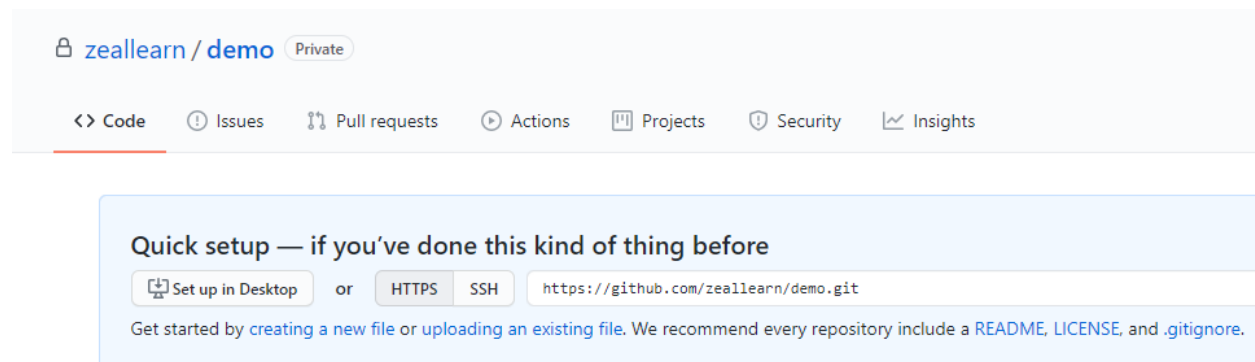 zeallearn / demo Private
Code Issues Pull requests Actions Projects Security Insights
Quick setup — if you’ve done this kind of thing before
Set up in Desktop or HTTPS SSH https://github.com/zeallearn/demo.git
Get started by creating a new file or uploading an existing file. We recommend every repository include a README, LICENSE, and .gitignore.